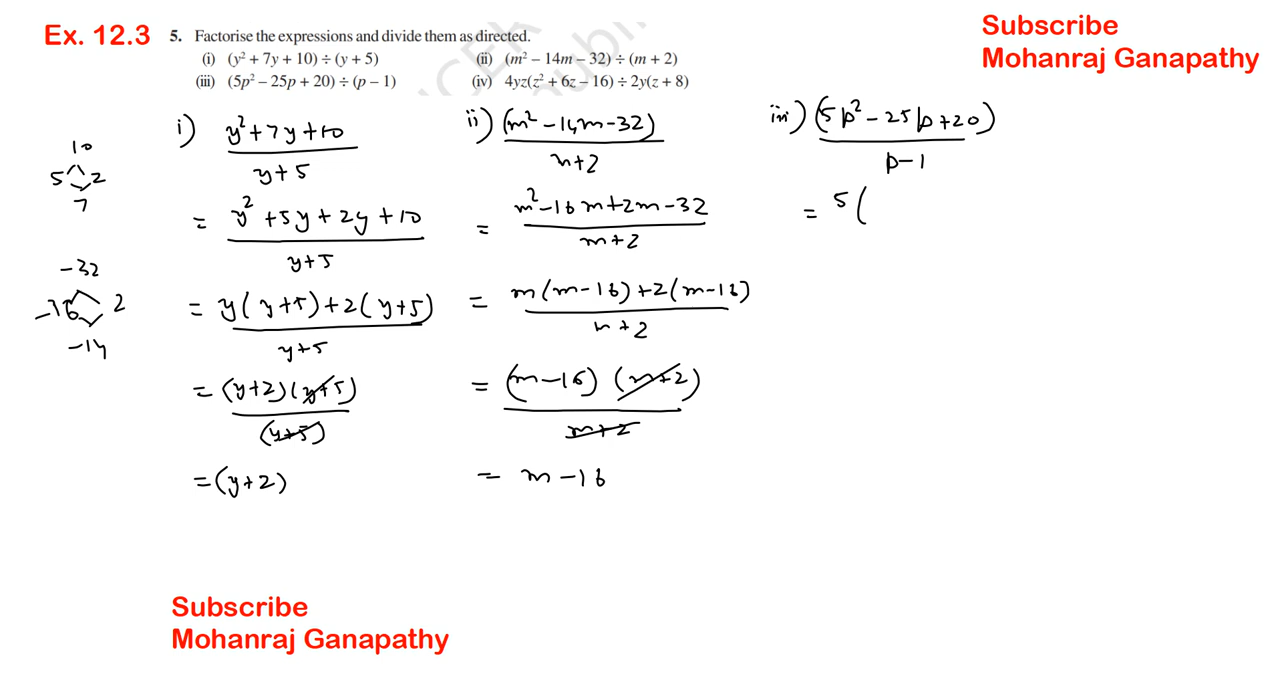 Ex. 12.3
5. Factorise the expressions and divide them as directed.
(i) (y² + 7y + 10) ÷ (y + 5) (ii) (m² – 14m – 32) ÷ (m + 2)
(iii) (5p² – 25p + 20) ÷ (p – 1) (iv) 4yz(z² + 6z – 16) ÷ 2y(z + 8)
Subscribe
Mohanraj Ganapathy
10
5 2
7
-32
-16 2
-14
i) y²+7y+10
y+5
= y²+5y+2y+10
y+5
= y(y+5)+2(y+5)
y+5
= (y+2)(y+5)
(y+5)
= (y+2)
ii) (m²-14m-32)
m+2
= m²-16m+2m-32
m+2
= m(m-16)+2(m-16)
m+2
= (m-16)(m+2)
m+2
= m-16
iii) (5p²-25p+20)
p-1
= 5(
Subscribe
Mohanraj Ganapathy